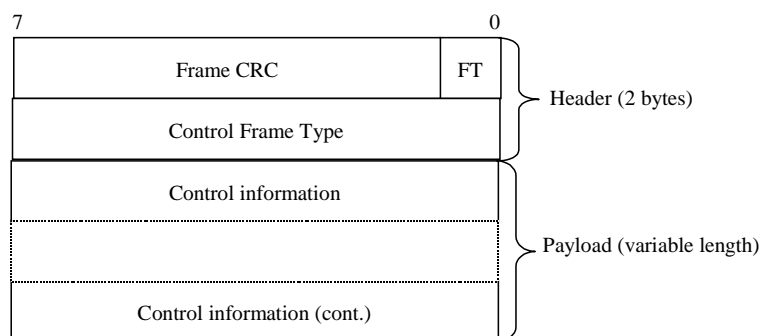 7 0
Frame CRC FT
Header (2 bytes)
Control Frame Type
Control information
Payload (variable length)
Control information (cont.)